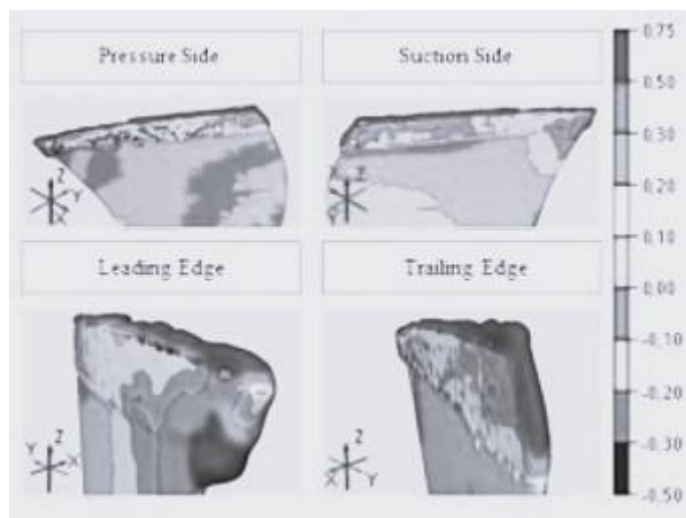 Pressure Side
Suction Side
Z
Y
X
Z
X
Leading Edge
Trailing Edge
Z
Y
X
Z
X
Y
0.75
0.50
0.30
0.20
0.10
0.00
-0.10
-0.20
-0.30
-0.50